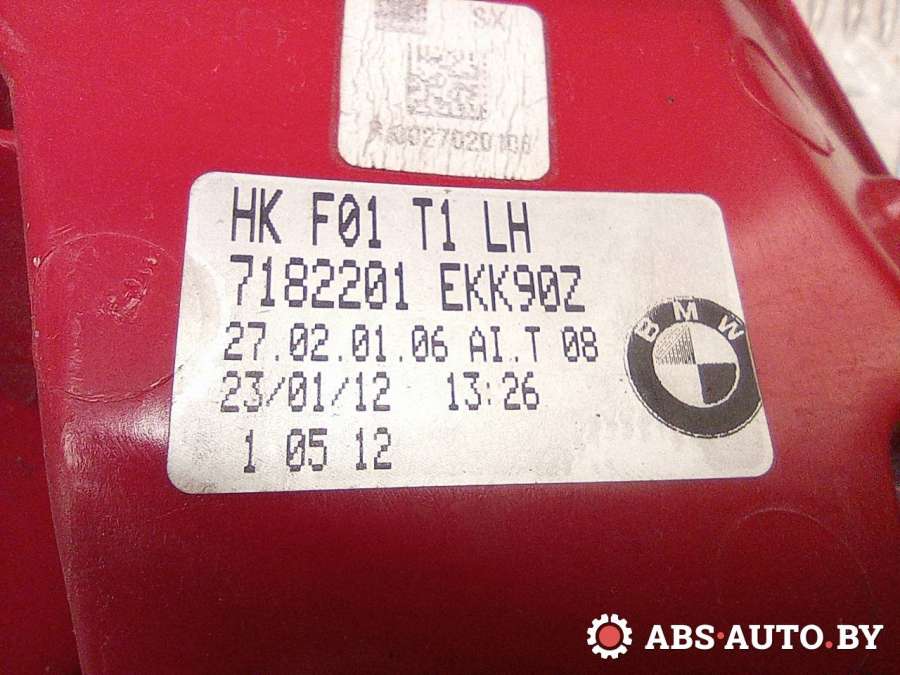 S/X
HK F01 T1 LH
7182201 EKK90Z
27.02.01.06 AI..T 08
23/01/12 13:26
1 05 12
BMW
ABS-AUTO.BY